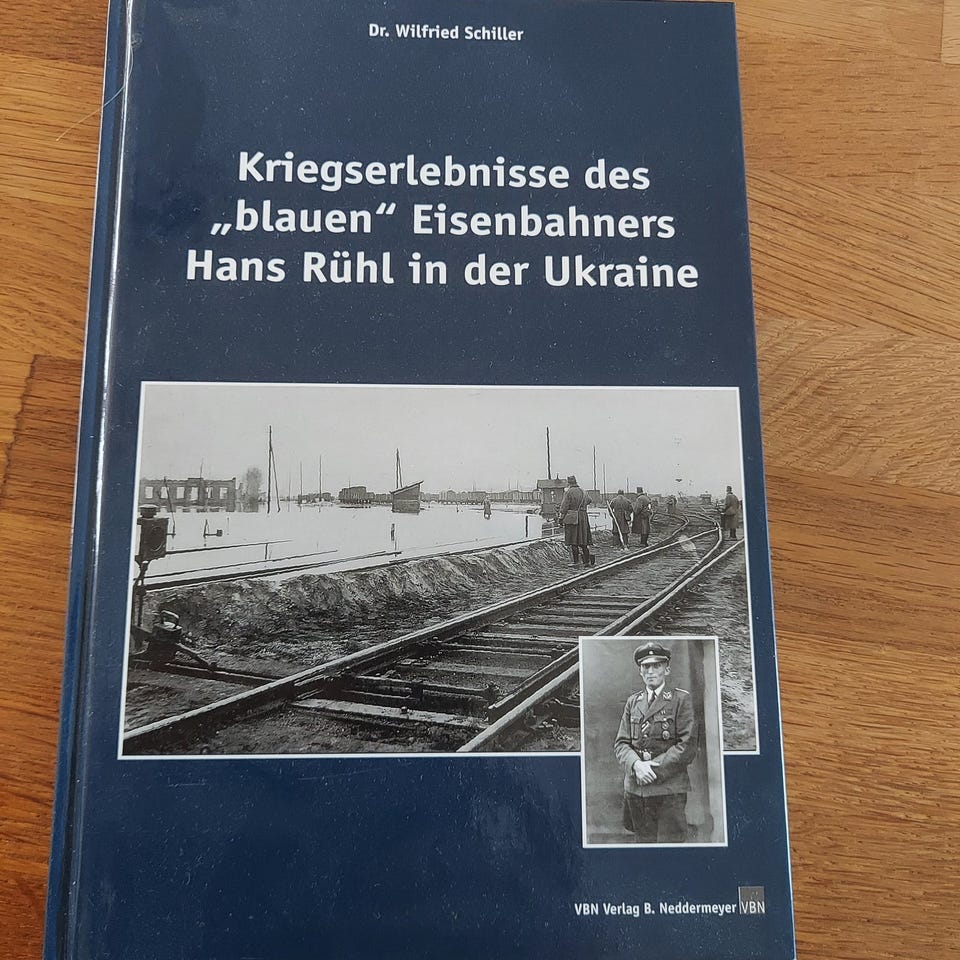 Dr. Wilfried Schiller
Kriegserlebnisse des
„blauen“ Eisenbahners
Hans Rühl in der Ukraine
VBN Verlag B. Neddermeyer VBN